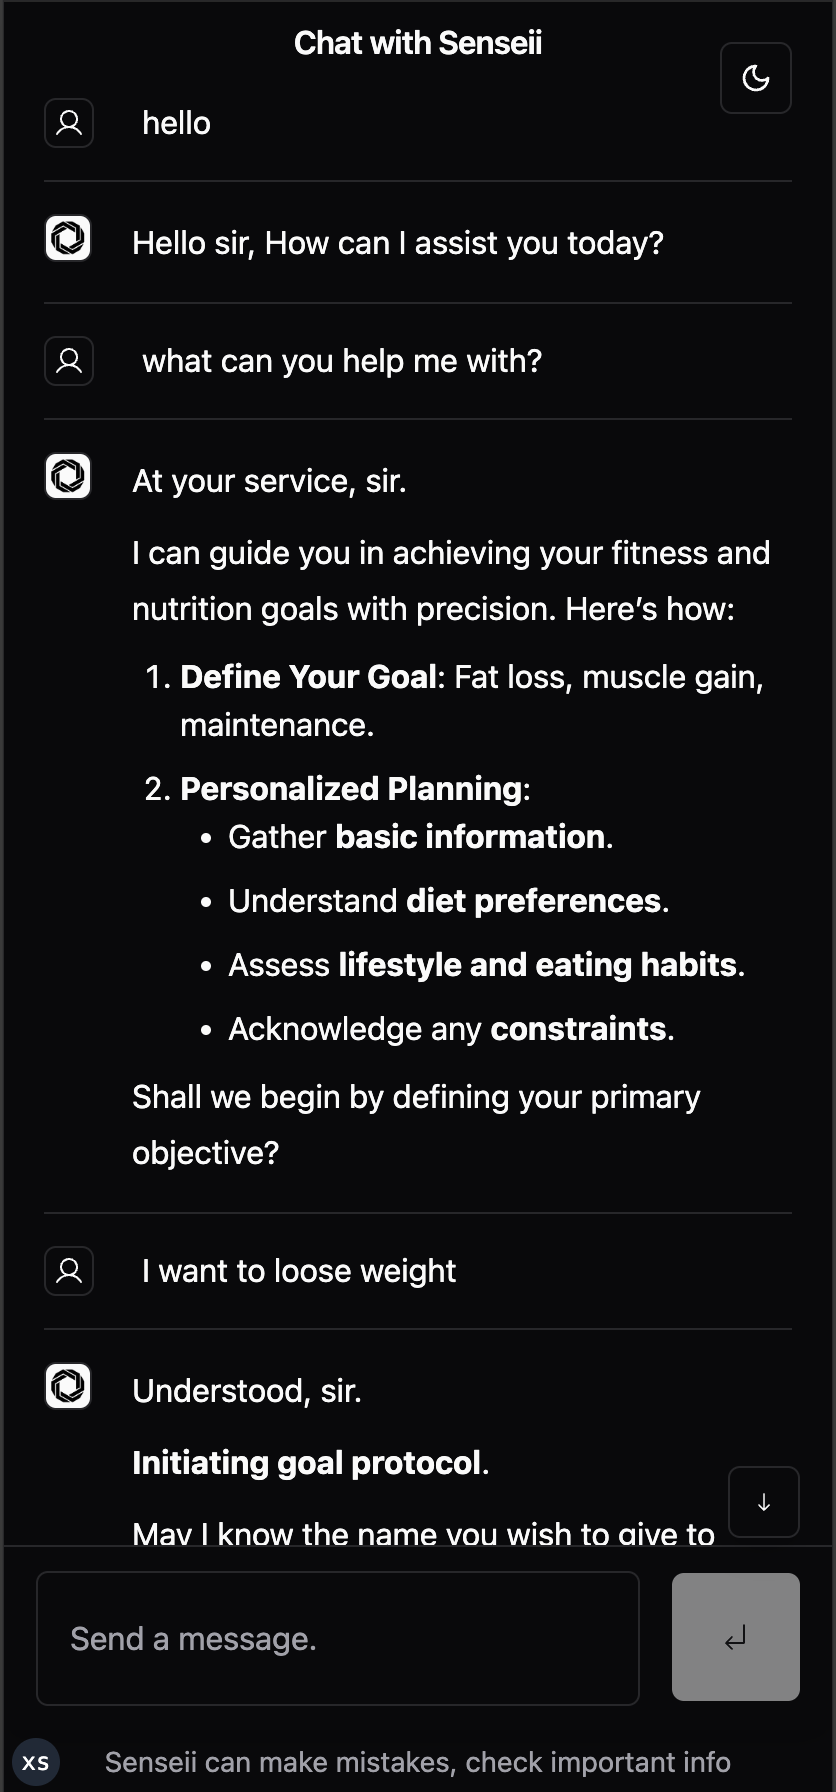 Chat with Senseii
hello
Hello sir, How can I assist you today?
what can you help me with?
At your service, sir.
I can guide you in achieving your fitness and
nutrition goals with precision. Here’s how:
1. Define Your Goal: Fat loss, muscle gain,
maintenance.
2. Personalized Planning:
• Gather basic information.
• Understand diet preferences.
• Assess lifestyle and eating habits.
• Acknowledge any constraints.
Shall we begin by defining your primary
objective?
I want to loose weight
Understood, sir.
Initiating goal protocol.
May I know the name you wish to give to
Send a message.
XS
Senseii can make mistakes, check important info